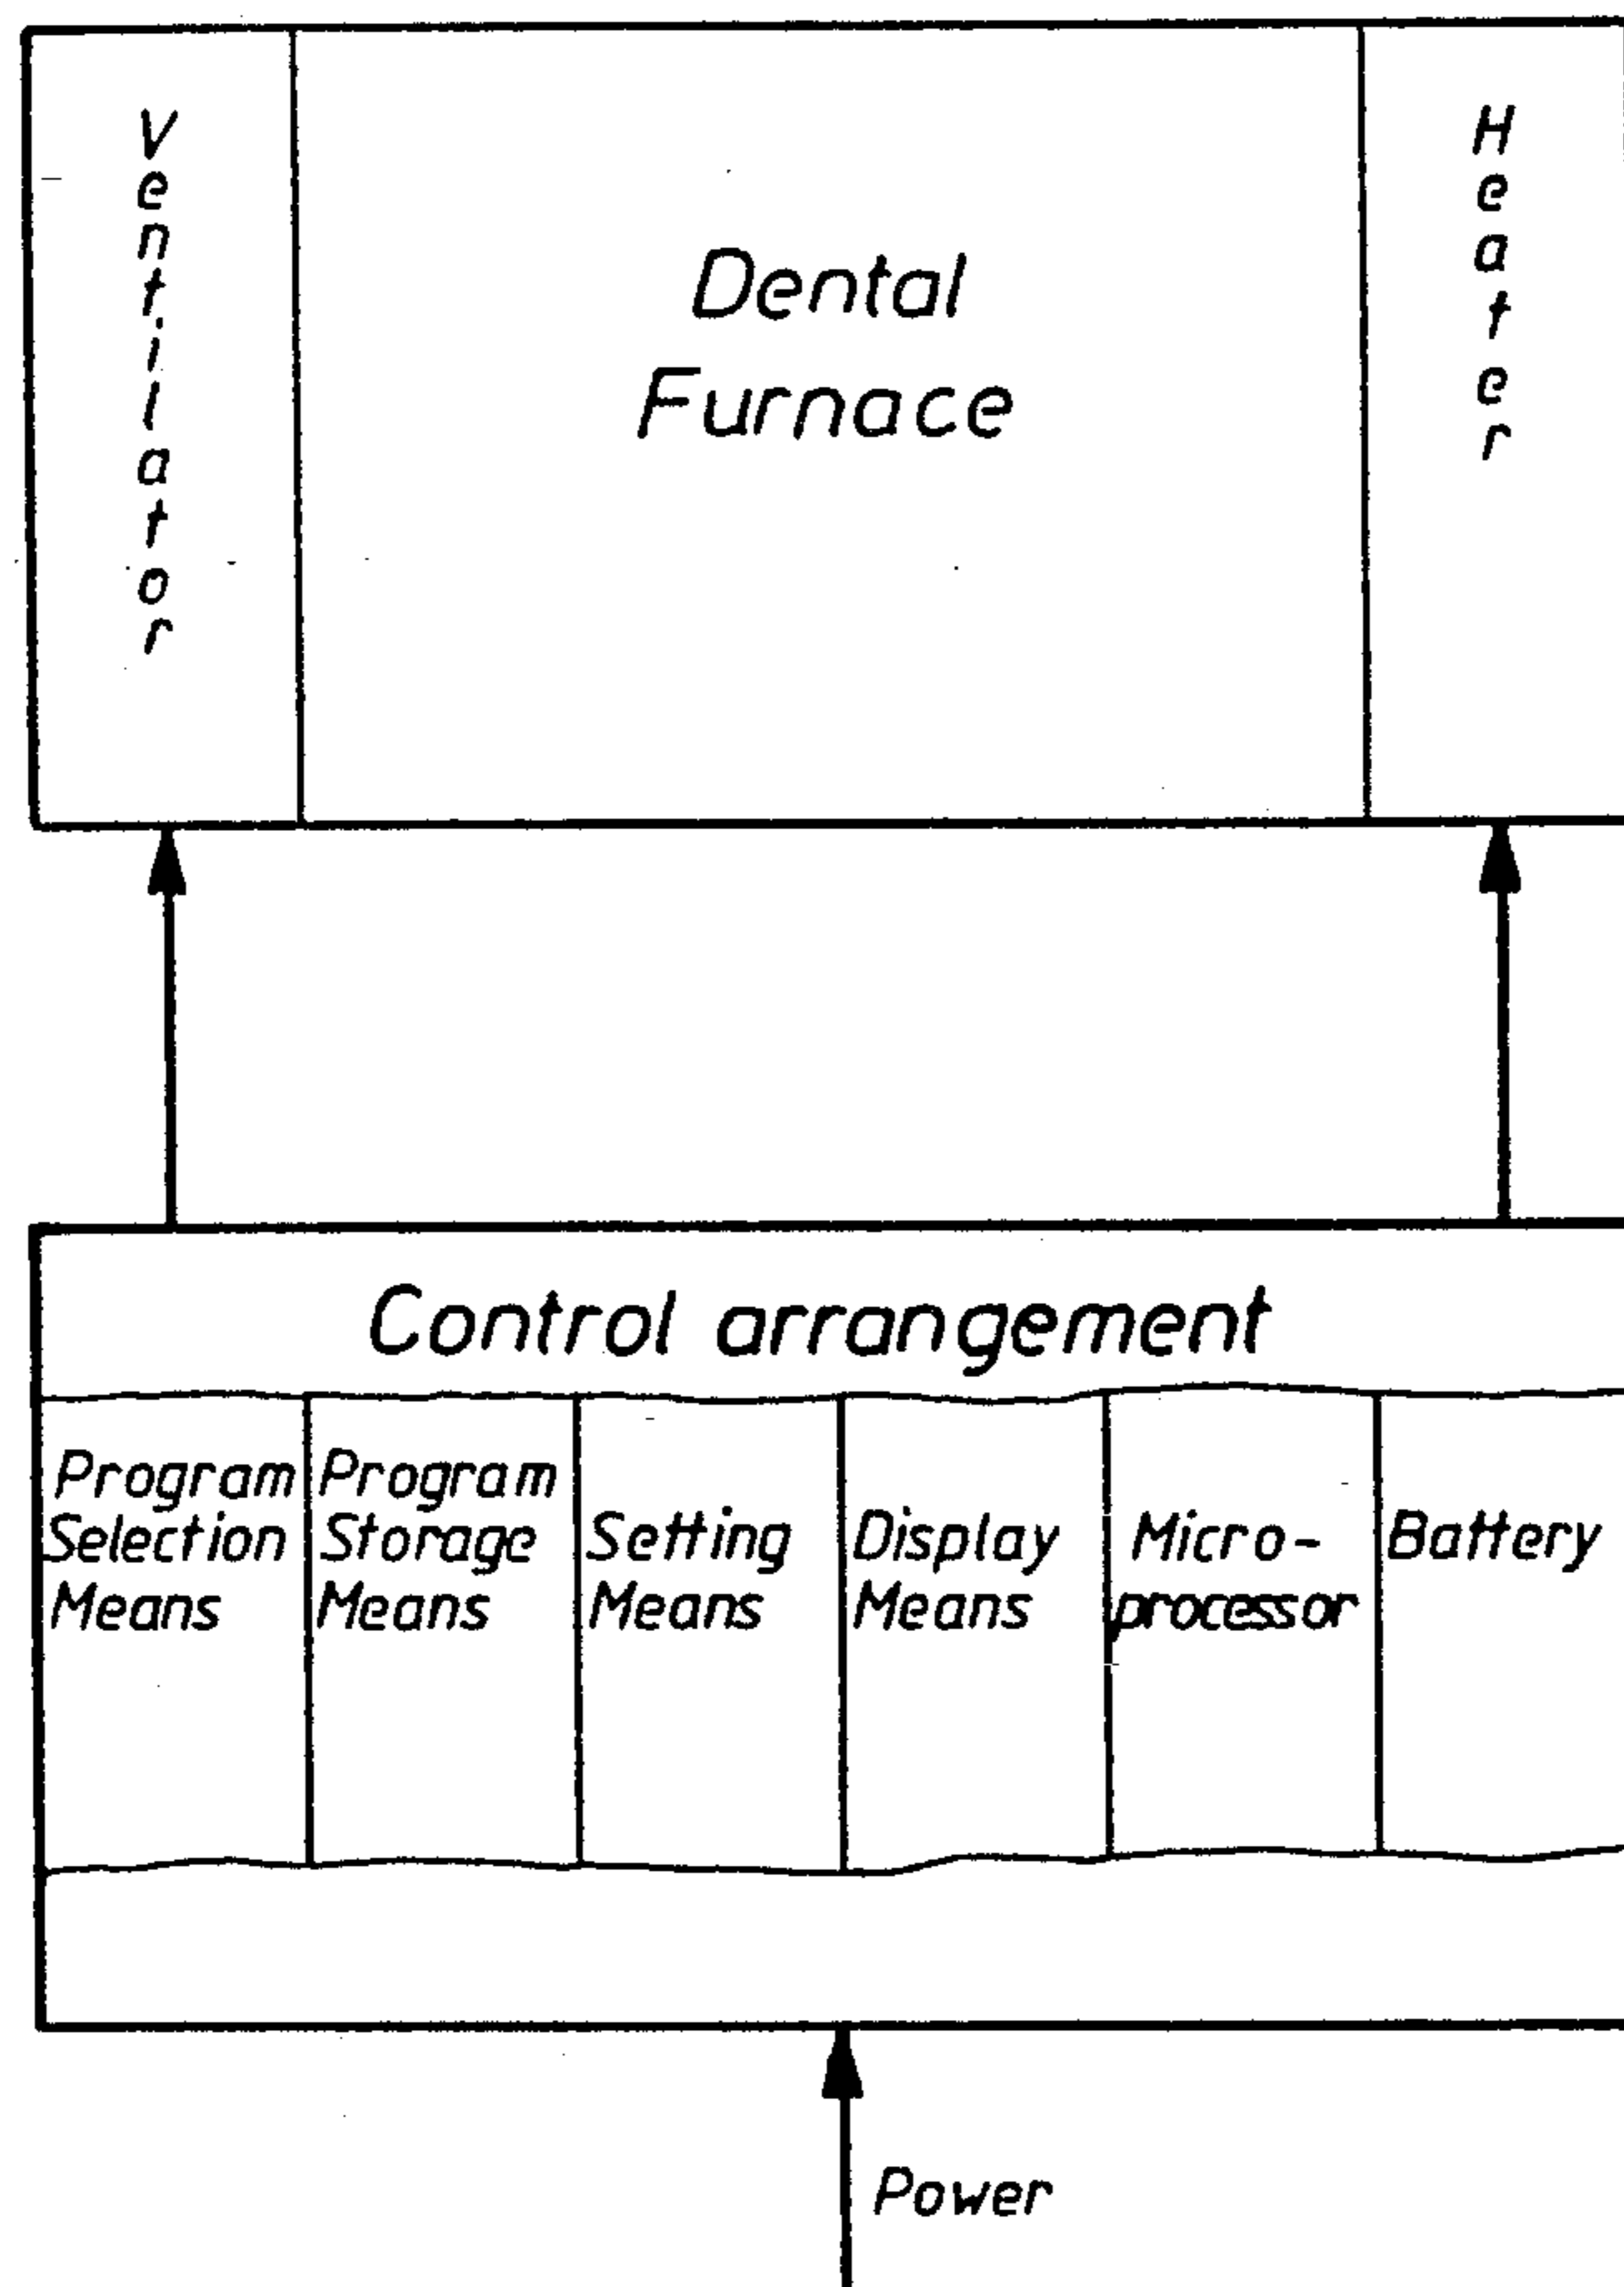 Ventilator
Dental
Furnace
Heater
Control arrangement
Program
Selection
Means
Program
Storage
Means
Setting
Means
Display
Means
Micro-
processor
Battery
Power